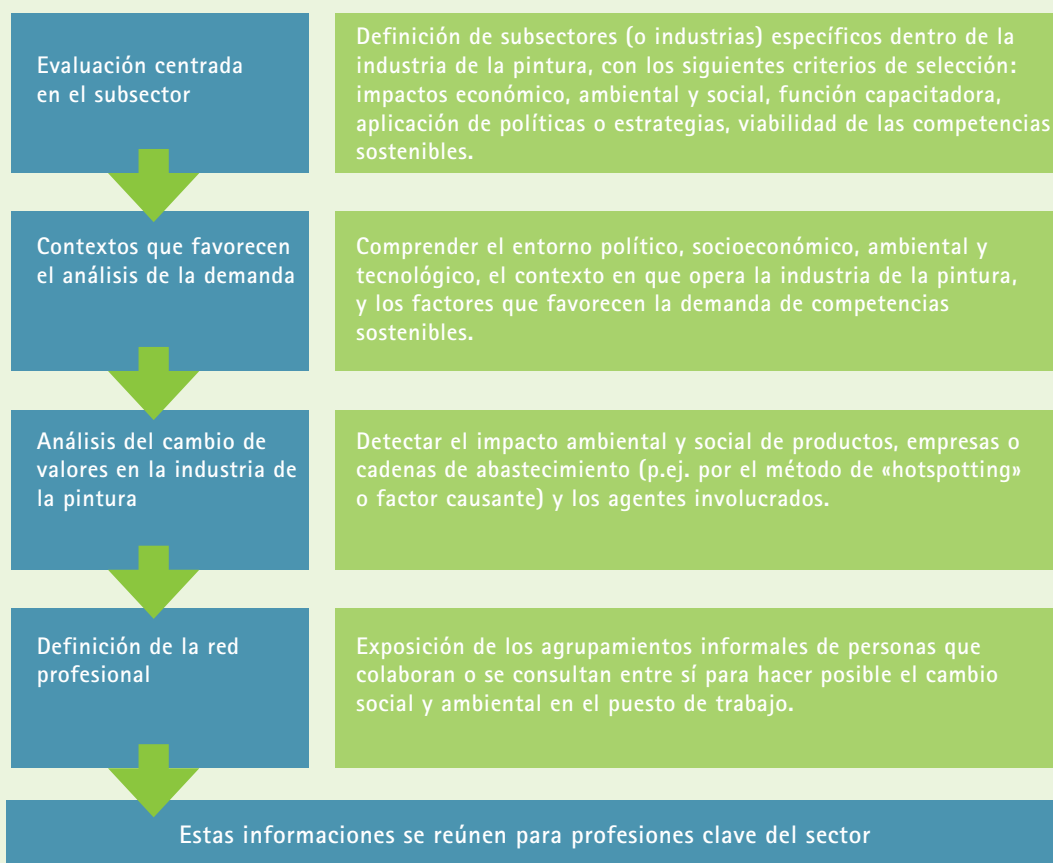 Evaluación centrada
en el subsector
Definición de subsectores (o industrias) específicos dentro de la
industria de la pintura, con los siguientes criterios de selección:
impactos económico, ambiental y social, función capacitadora,
aplicación de políticas o estrategias, viabilidad de las competencias
sostenibles.
Contextos que favorecen
el análisis de la demanda
Comprender el entorno político, socioeconómico, ambiental y
tecnológico, el contexto en que opera la industria de la pintura,
y los factores que favorecen la demanda de competencias
sostenibles.
Análisis del cambio de
valores en la industria de
la pintura
Detectar el impacto ambiental y social de productos, empresas o
cadenas de abastecimiento (p.ej. por el método de «hotspotting»
o factor causante) y los agentes involucrados.
Definición de la red
profesional
Exposición de los agrupamientos informales de personas que
colaboran o se consultan entre sí para hacer posible el cambio
social y ambiental en el puesto de trabajo.
Estas informaciones se reúnen para profesiones clave del sector